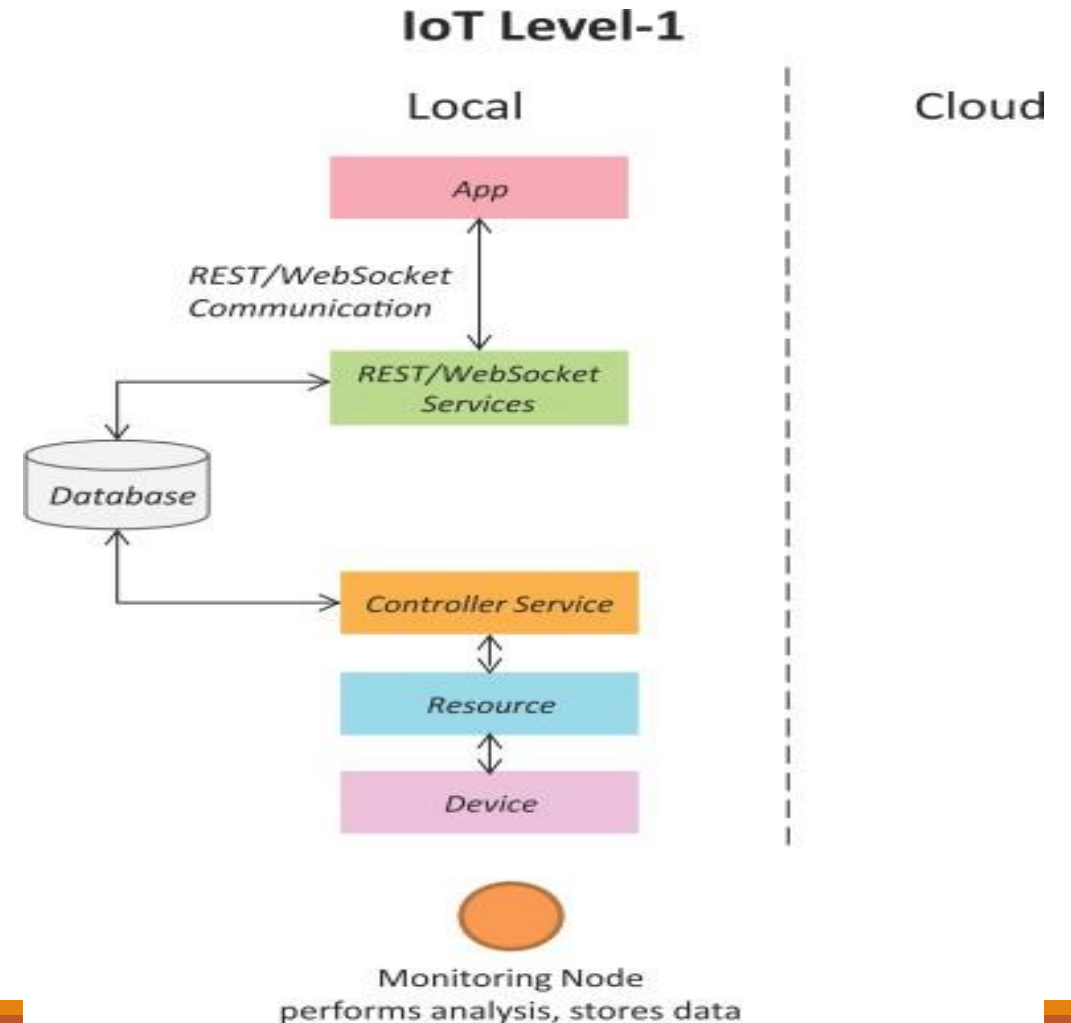 IoT Level-1
Local
Cloud
App
REST/WebSocket
Communication
REST/WebSocket
Services
Database
Controller Service
Resource
Device
Monitoring Node
performs analysis, stores data